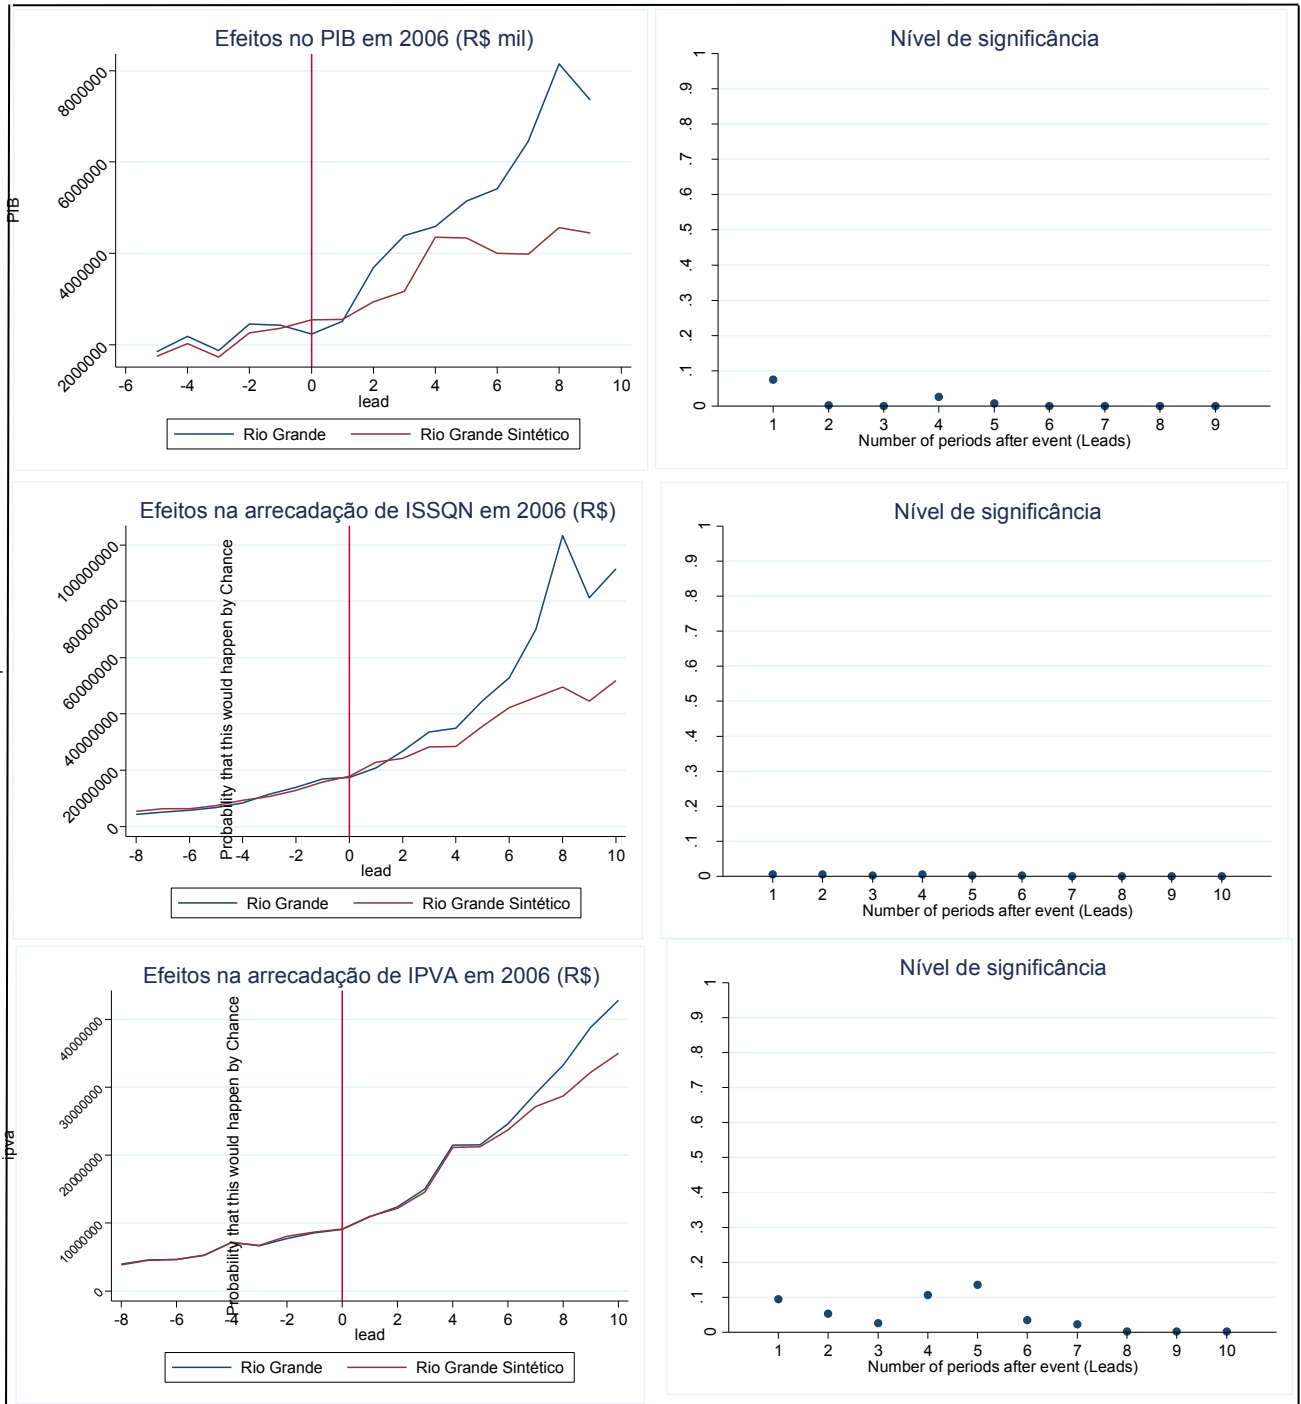 Efeitos no PIB em 2006 (R$ mil)
PIB
8000000
6000000
4000000
2000000
-6 -4 -2 0 2 4 6 8 10
lead
Rio Grande Rio Grande Sintético
Nível de significância
1
.9
.8
.7
.6
.5
.4
.3
.2
.1
0
1 2 3 4 5 6 7 8 9
Number of periods after event (Leads)
Efeitos na arrecadação de ISSQN em 2006 (R$)
100000000
80000000
60000000
40000000
20000000
0
Probability that this would happen by Chance
-8 -6 -4 -2 0 2 4 6 8 10
lead
Rio Grande Rio Grande Sintético
Nível de significância
1
.9
.8
.7
.6
.5
.4
.3
.2
.1
0
1 2 3 4 5 6 7 8 9 10
Number of periods after event (Leads)
Efeitos na arrecadação de IPVA em 2006 (R$)
ipva
40000000
30000000
20000000
10000000
0
Probability that this would happen by Chance
-8 -6 -4 -2 0 2 4 6 8 10
lead
Rio Grande Rio Grande Sintético
Nível de significância
1
.9
.8
.7
.6
.5
.4
.3
.2
.1
0
1 2 3 4 5 6 7 8 9 10
Number of periods after event (Leads)